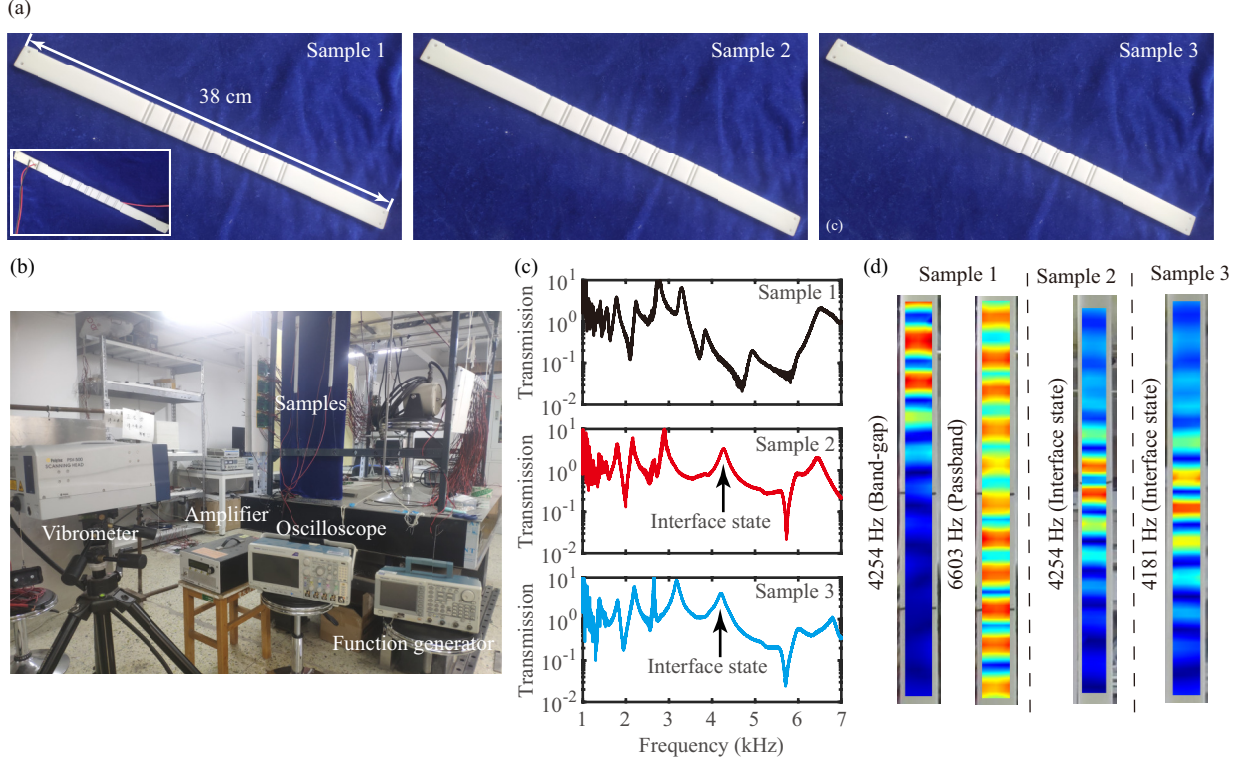 (a)
Sample 1
Sample 2
Sample 3
38 cm
(c)
(b)
Samples
Amplifier
Oscilloscope
Vibrometer
SCANNING HEAD
Function generator
(c)
Transmission
10^1
10^0
10^-1
10^-2
Sample 1
Transmission
10^1
10^0
10^-1
10^-2
Sample 2
Interface state
Transmission
10^1
10^0
10^-1
10^-2
Sample 3
Interface state
1 2 3 4 5 6 7
Frequency (kHz)
(d)
Sample 1
Sample 2
Sample 3
4254 Hz (Band-gap)
6603 Hz (Passband)
4254 Hz (Interface state)
4181 Hz (Interface state)